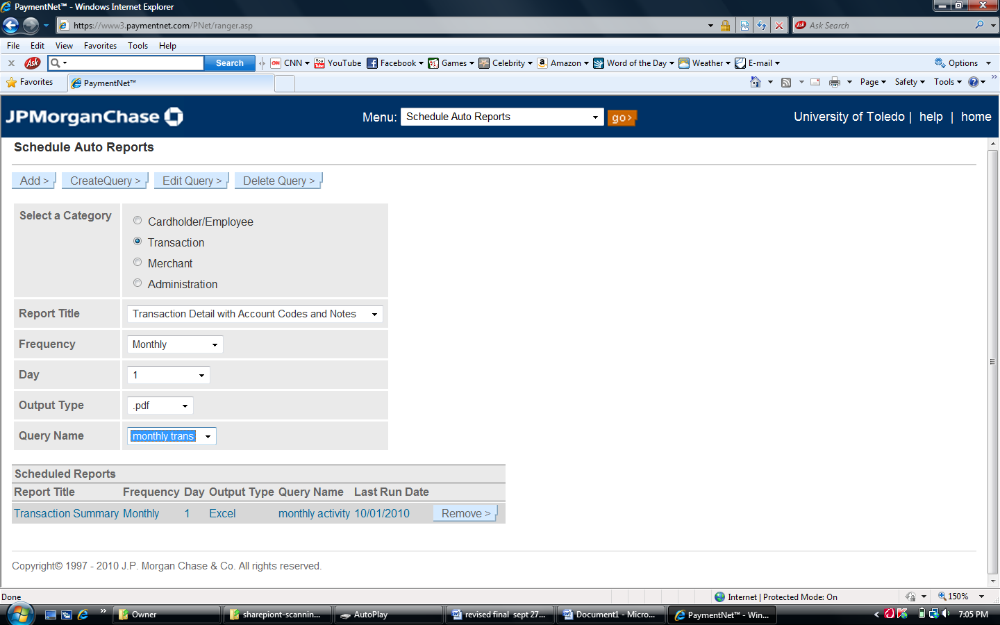 PaymentNet™ - Windows Internet Explorer
https://www3.paymentnet.com/PNet/ranger.asp
Ask Ask Search
File Edit View Favorites Tools Help
Ask Search CNN CNN You Tube YouTube Facebook Games Celebrity Amazon Word of the Day Weather E-mail Options
Favorites PaymentNet™ Page Safety Tools
JPMorganChase Menu: Schedule Auto Reports go> University of Toledo | help | home
Schedule Auto Reports
Add > CreateQuery > Edit Query > Delete Query >
Select a Category
Cardholder/Employee
Transaction
Merchant
Administration
Report Title Transaction Detail with Account Codes and Notes
Frequency Monthly
Day 1
Output Type .pdf
Query Name monthly trans
Scheduled Reports
Report Title Frequency Day Output Type Query Name Last Run Date
Transaction Summary Monthly 1 Excel monthly activity 10/01/2010 Remove >
Copyright© 1997 - 2010 J.P. Morgan Chase & Co. All rights reserved.
Done Internet | Protected Mode: On 150%
Owner sharepiont-scannin... AutoPlay revised final sept 27... Document1 - Micro... PaymentNet™ - Win... 7:05 PM